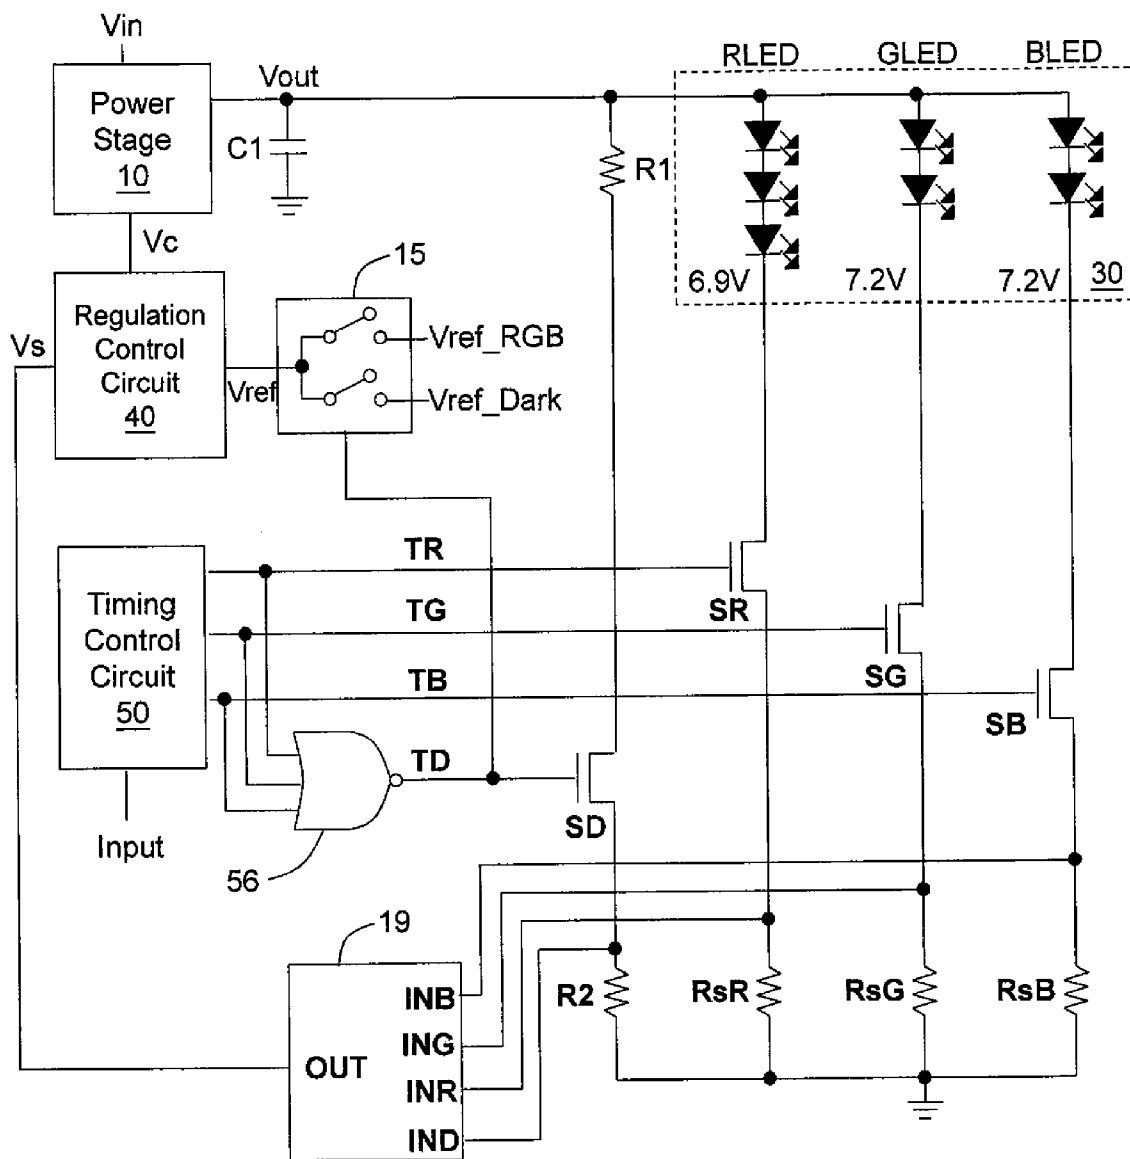 Vin
RLED
GLED
BLED
Vout
Power
Stage
10
C1
R1
Vc
15
6.9V
7.2V
7.2V
30
Regulation
Control
Circuit
40
Vs
Vref
Vref_RGB
Vref_Dark
Timing
Control
Circuit
50
TR
TG
TB
SR
SG
SB
TD
SD
Input
56
19
INB
ING
INR
IND
OUT
R2
RsR
RsG
RsB